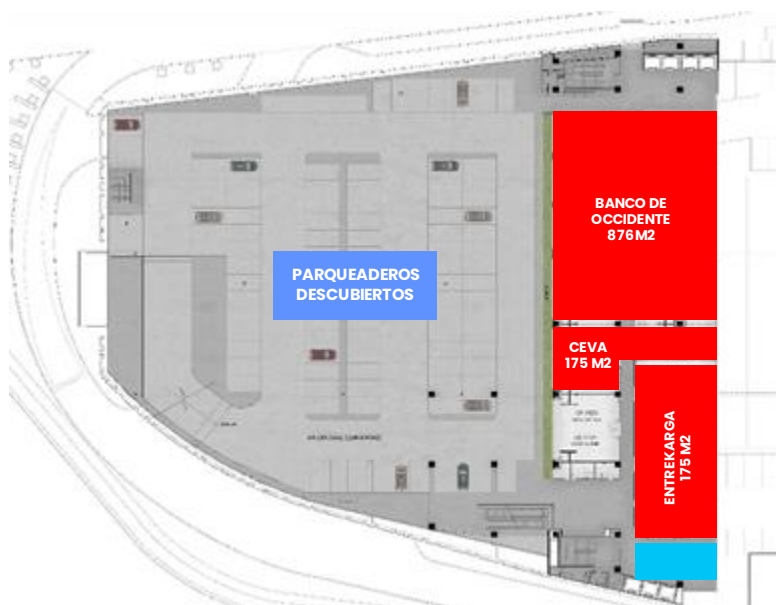 BANCO DE
OCCIDENTE
876M2
PARQUEADEROS
DESCUBIERTOS
CEVA
175 M2
ENTREKARGA
175 M2